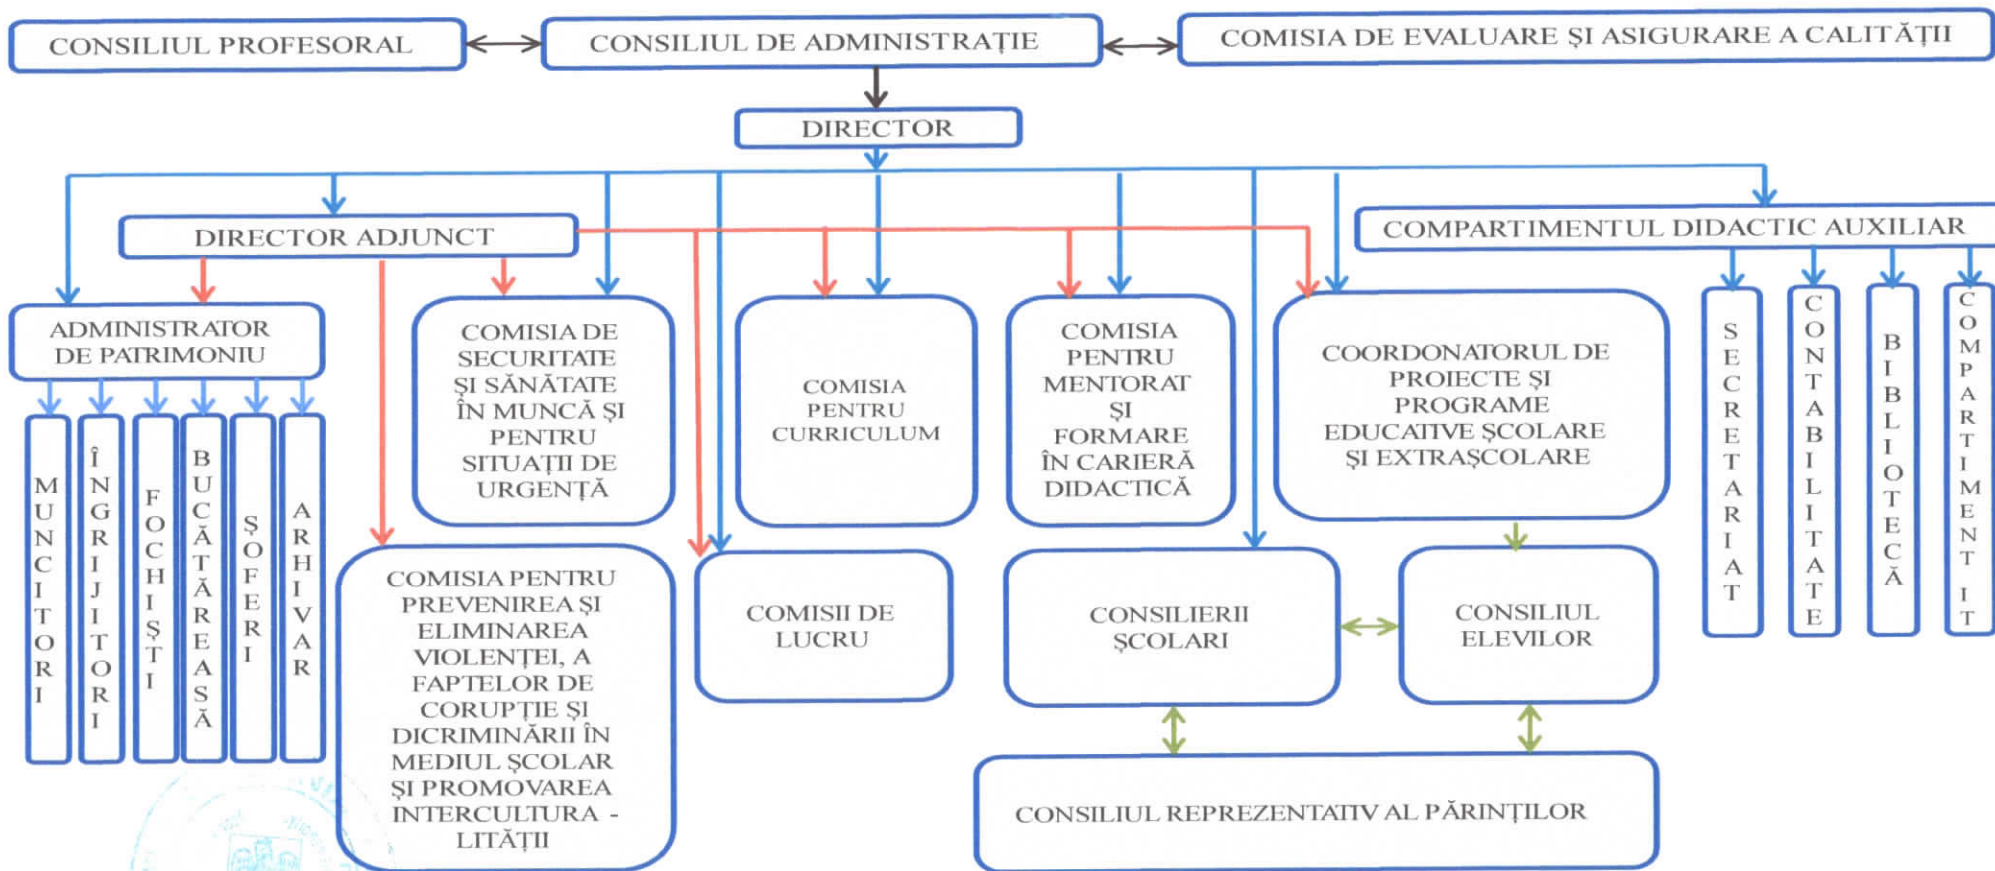 CONSILIUL PROFESORAL
CONSILIUL DE ADMINISTRAȚIE
COMISIA DE EVALUARE ȘI ASIGURARE A CALITĂȚII
DIRECTOR
DIRECTOR ADJUNCT
COMPARTIMENTUL DIDACTIC AUXILIAR
ADMINISTRATOR
DE PATRIMONIU
MUNCITORI
ÎNGRIJITORI
FOCHIȘTI
BUCĂTĂREASĂ
ȘOFERI
ARHIVAR
COMISIA DE
SECURITATE
ȘI SĂNĂTATE
ÎN MUNCĂ ȘI
PENTRU
SITUAȚII DE
URGENȚĂ
COMISIA
PENTRU
CURRICULUM
COMISIA
PENTRU
MENTORAT
ȘI
FORMARE
ÎN CARIERĂ
DIDACTICĂ
COORDONATORUL DE
PROIECTE ȘI
PROGRAME
EDUCATIVE ȘCOLARE
ȘI EXTRAȘCOLARE
SECRETARIAT
CONTABILITATE
BIBLIOTECĂ
COMPARTIMENT IT
COMISIA PENTRU
PREVENIREA ȘI
ELIMINAREA
VIOLENȚEI, A
FAPTELOR DE
CORUPȚIE ȘI
DICRIMINĂRII ÎN
MEDIUL ȘCOLAR
ȘI PROMOVAREA
INTERCULTURA -
LITĂȚII
COMISII DE
LUCRU
CONSILIERII
ȘCOLARI
CONSILIUL
ELEVILOR
CONSILIUL REPREZENTATIV AL PĂRINȚILOR